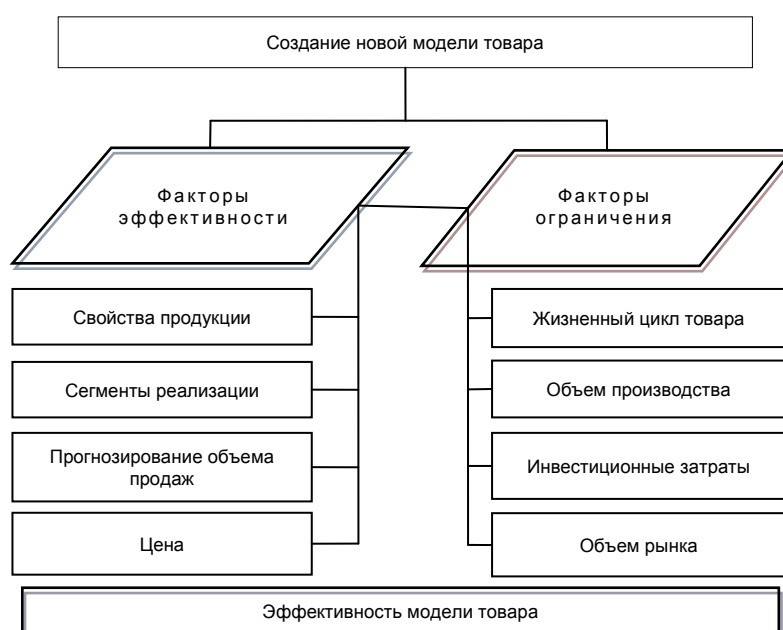 Создание новой модели товара
Факторы
эффективности
Факторы
ограничения
Свойства продукции
Жизненный цикл товара
Сегменты реализации
Объем производства
Прогнозирование объема
продаж
Инвестиционные затраты
Цена
Объем рынка
Эффективность модели товара